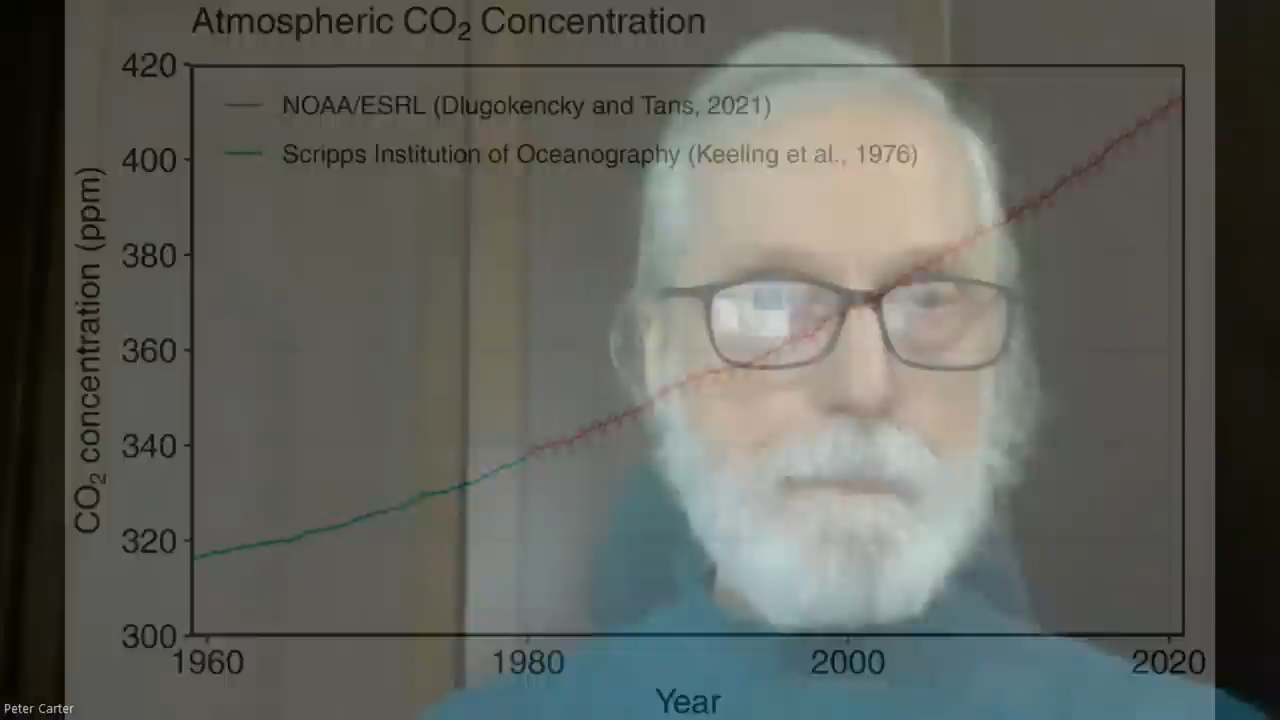 Atmospheric CO₂ Concentration
420
NOAA/ESRL (Dlugokencky and Tans, 2021)
400
Scripps Institution of Oceanography (Keeling et al., 1976)
380
360
340
320
300
CO₂ concentration (ppm)
1960 1980 2000 2020
Year
Peter Carter